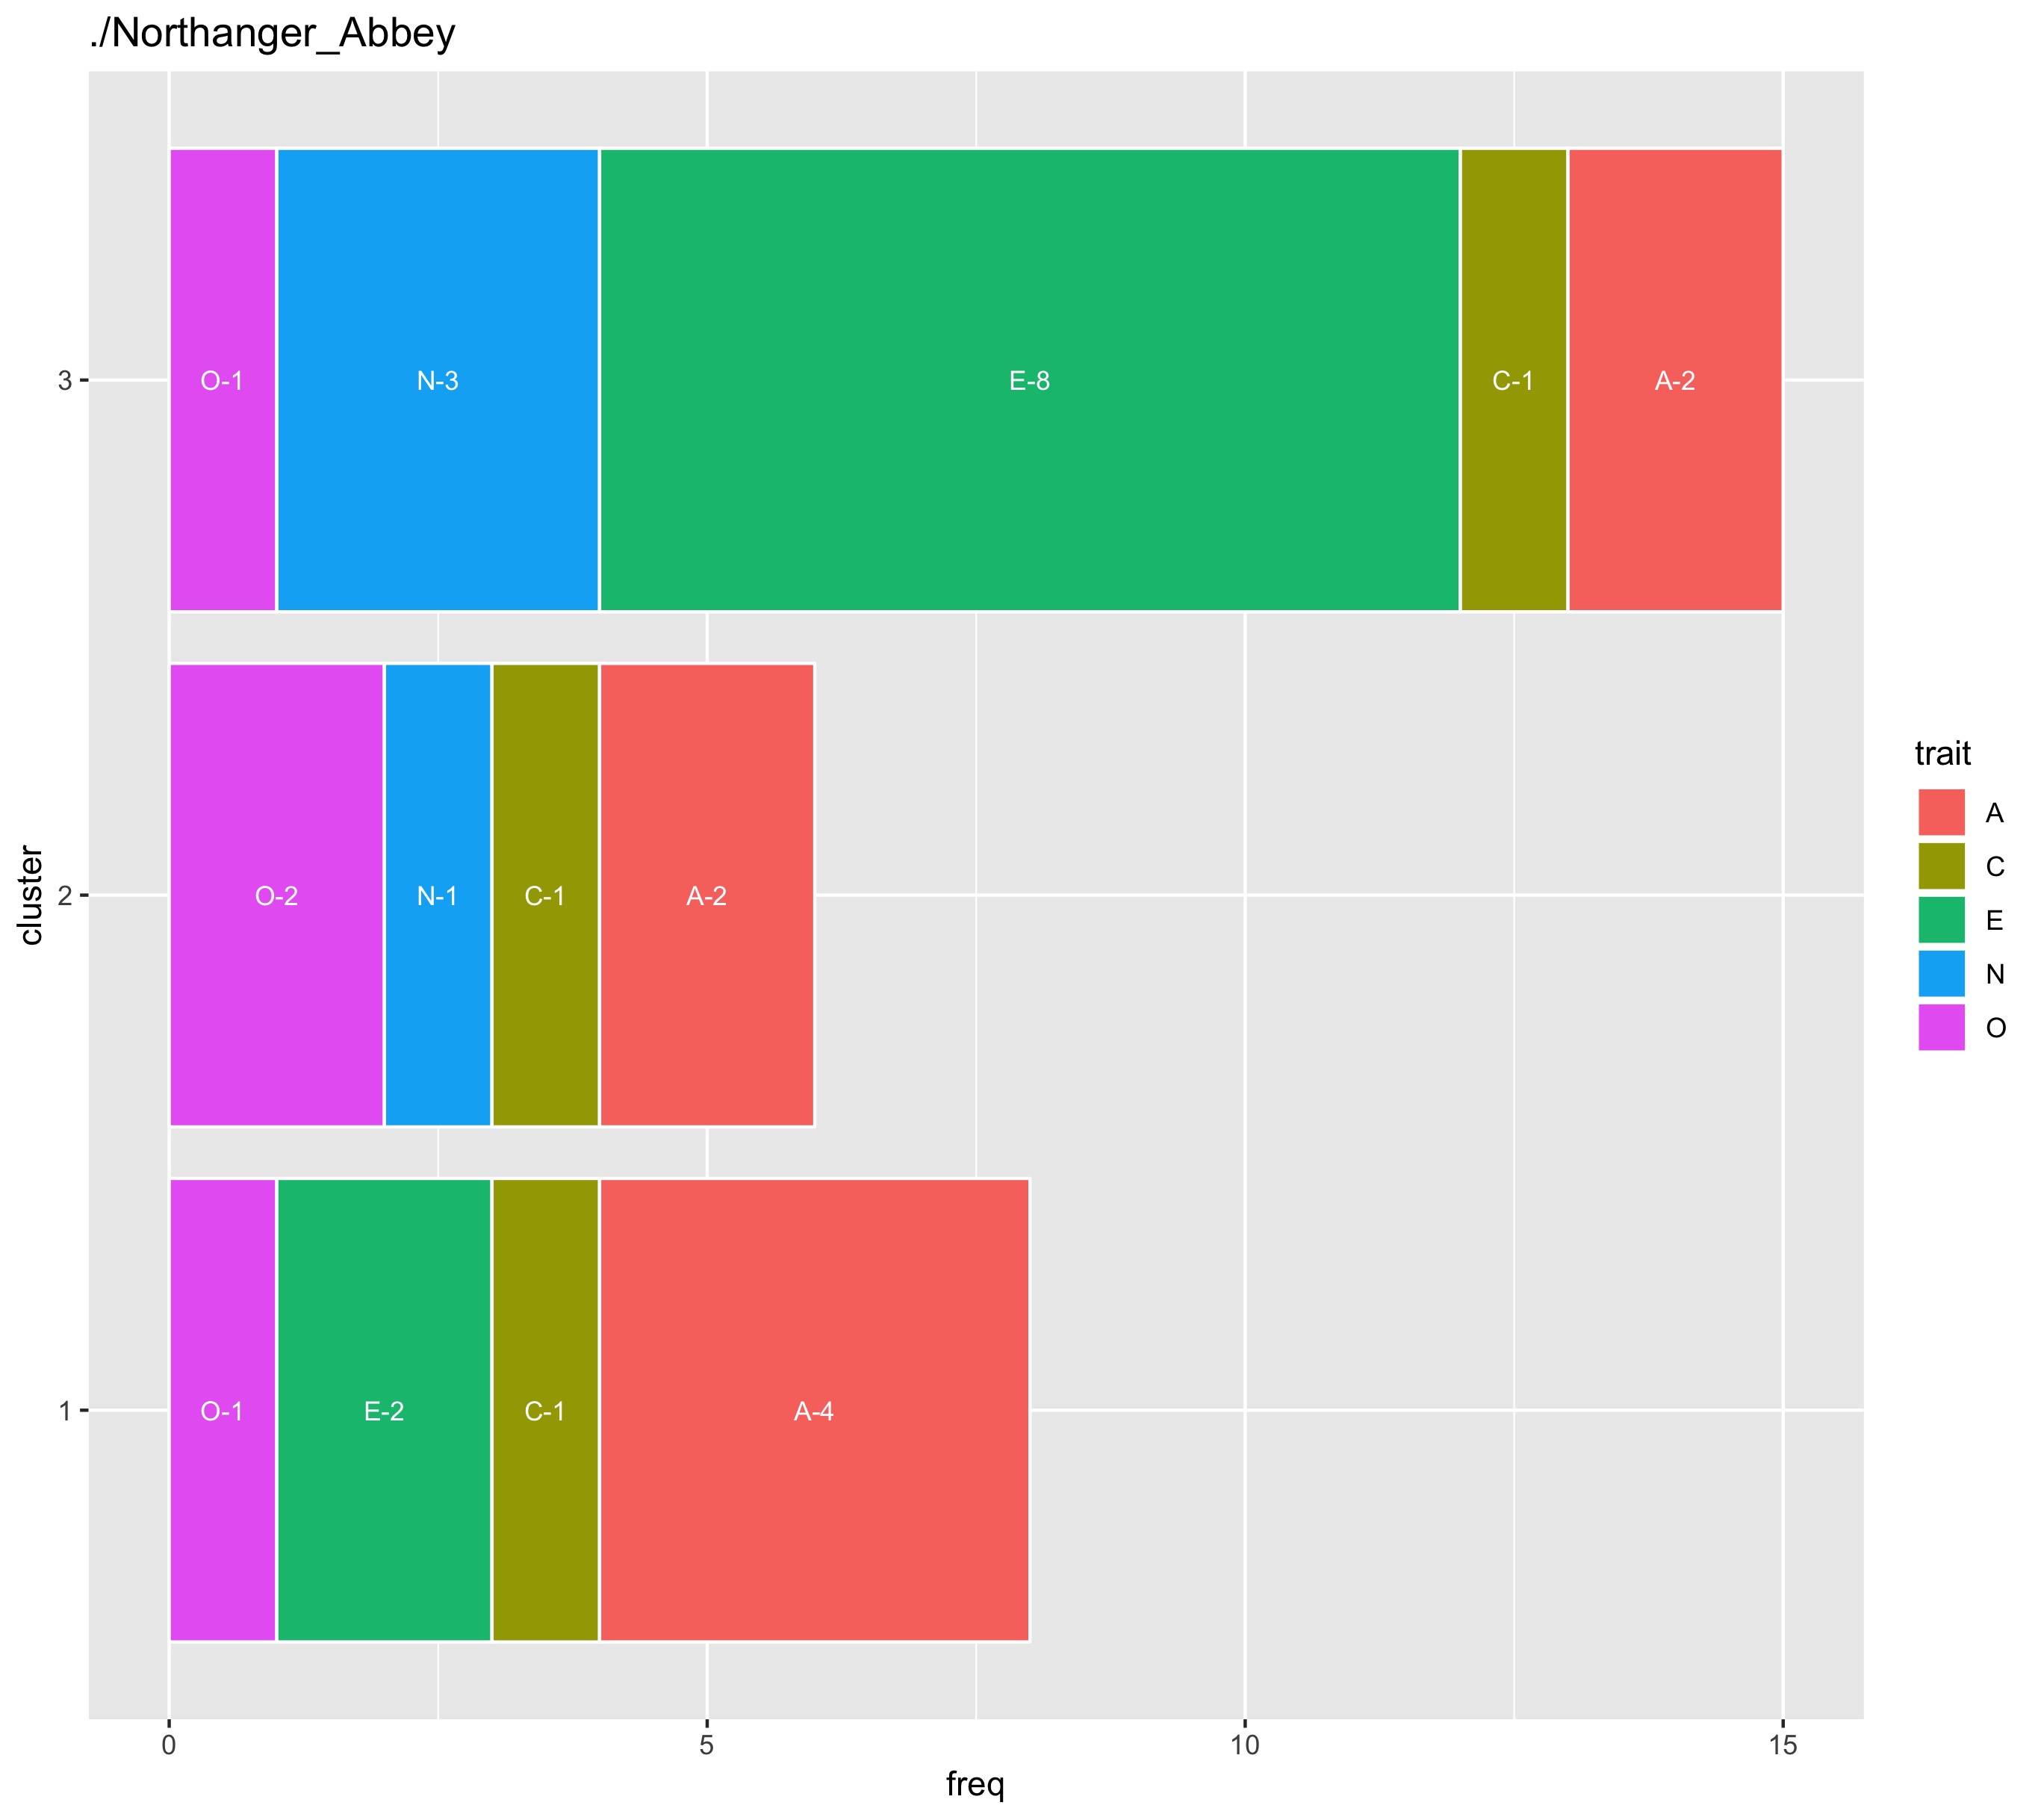 ./Northanger_Abbey
3
O-1 N-3 E-8 C-1 A-2
2
O-2 N-1 C-1 A-2
1
O-1 E-2 C-1 A-4
cluster
0 5 10 15
freq
trait
A
C
E
N
O